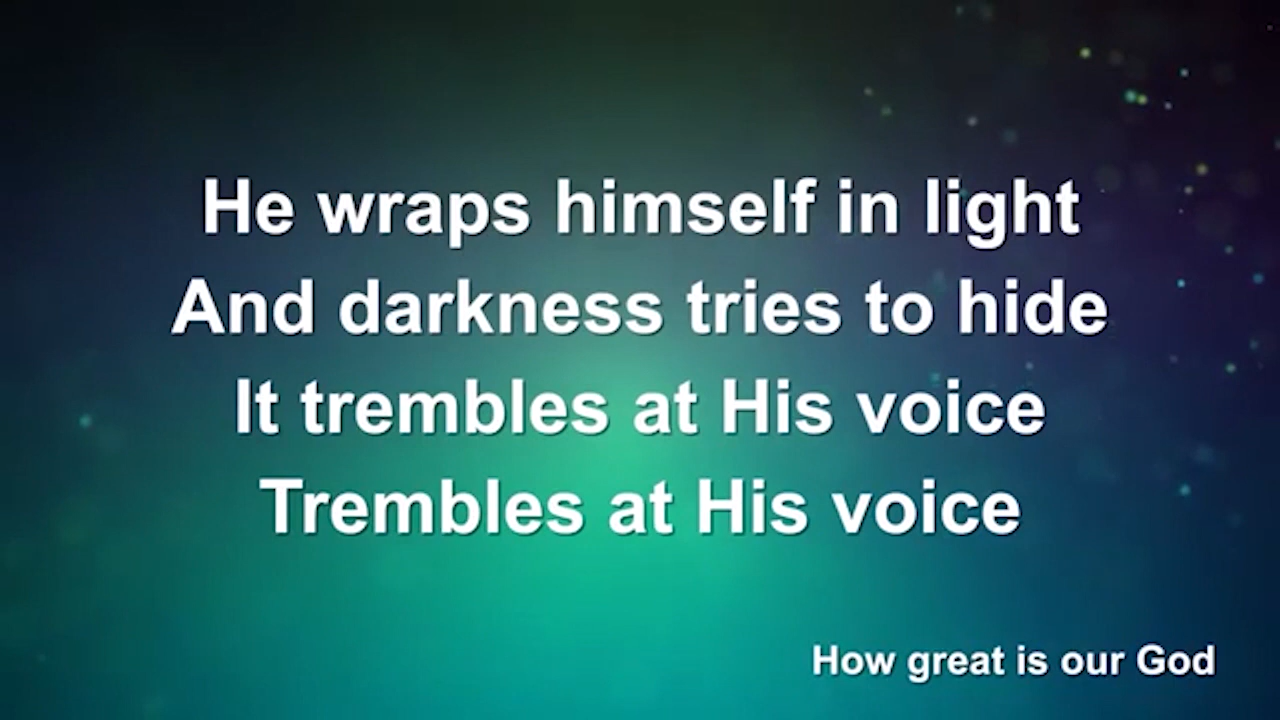 He wraps himself in light
And darkness tries to hide
It trembles at His voice
Trembles at His voice
How great is our God